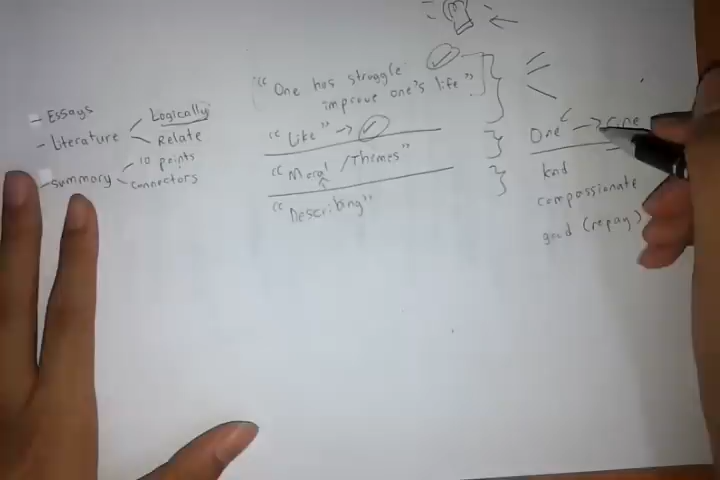 - Essays
- Literature
Logically
Relate
- Summary
10 points
connectors
"One has struggle
improve one's life"
"Like" →
"Moral /Themes"
"Describing"
One →
kind
compassionate
good (repay)